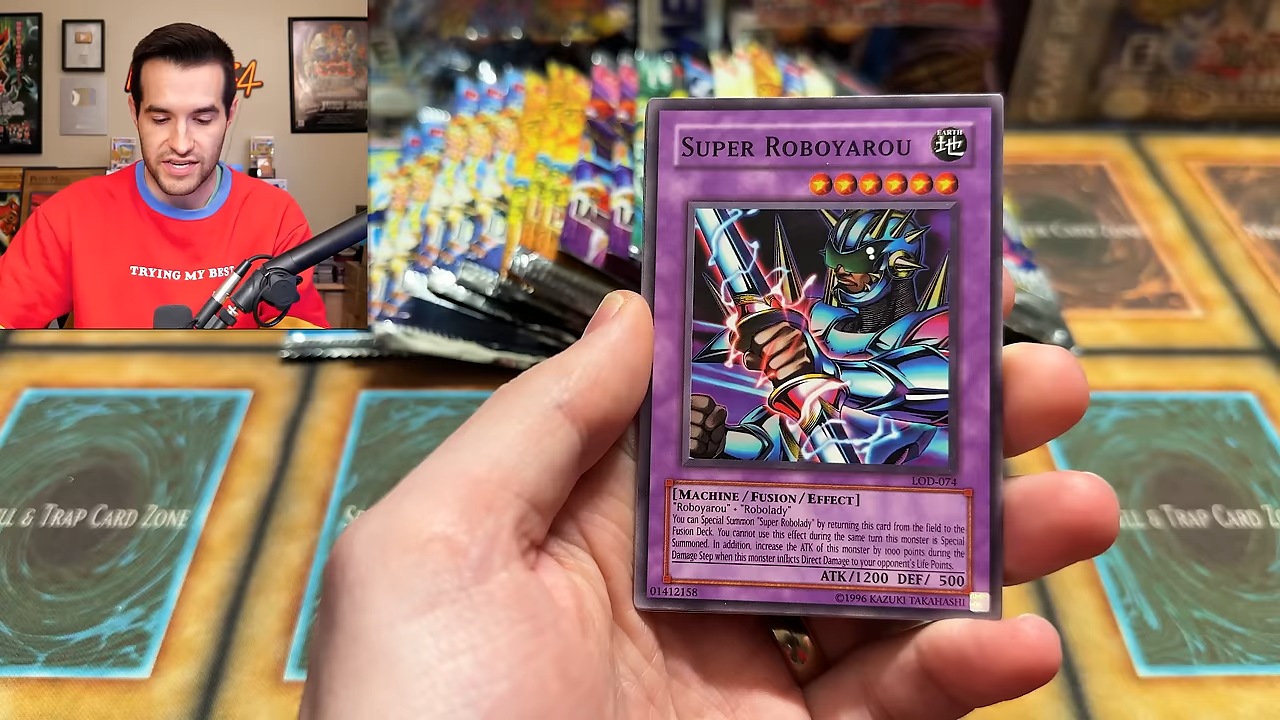 TRYING MY BES
SUPER ROBOYAROU
EARTH
地
LOD-074
[MACHINE / FUSION / EFFECT]
"Roboyarou" + "Robolady"
You can Special Summon "Super Robolady" by returning this card from the field to the
Fusion Deck. You cannot use this effect during the same turn this monster is Special
Summoned. In addition, increase the ATK of this monster by 1000 points during the
Damage Step when this monster inflicts Direct Damage to your opponent's Life Points.
ATK/1200 DEF/ 500
01412158
©1996 KAZUKI TAKAHASHI
LL & TRAP CARD ZONE